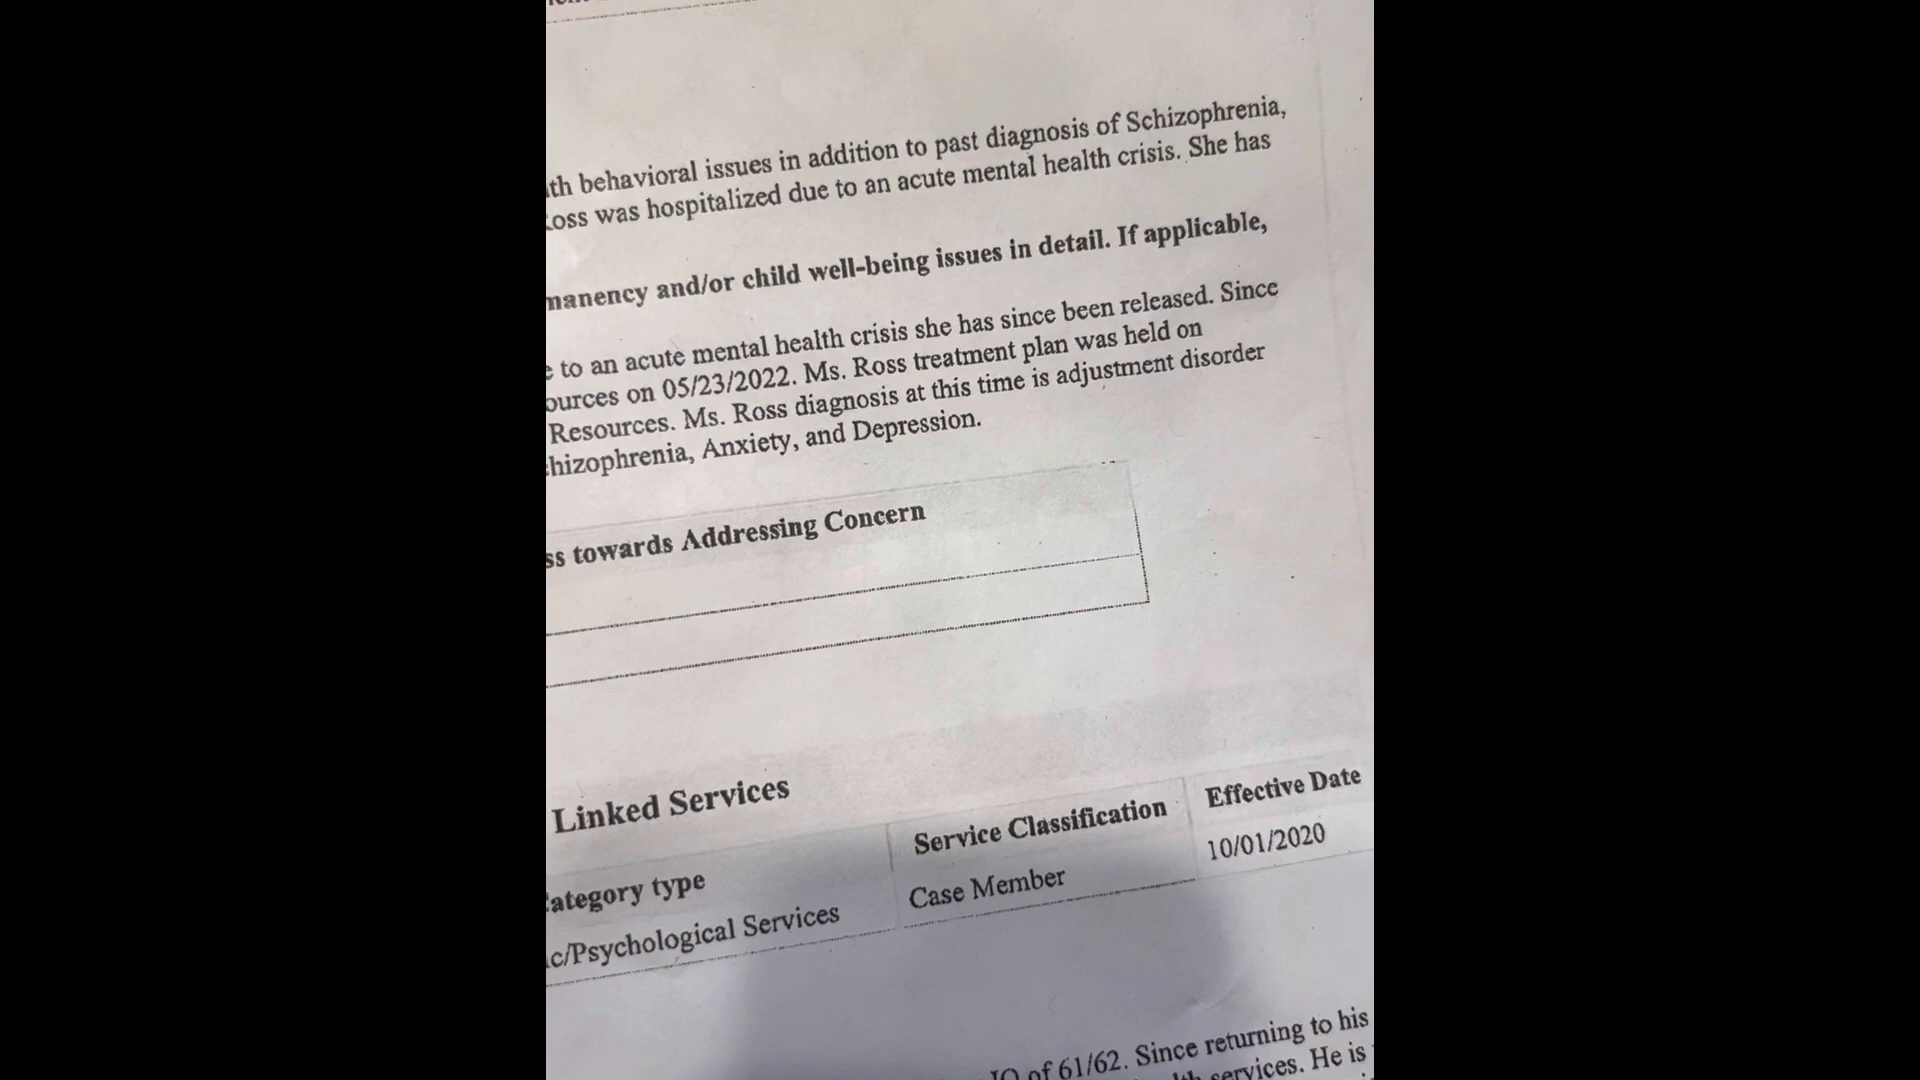 th behavioral issues in addition to past diagnosis of Schizophrenia,
oss was hospitalized due to an acute mental health crisis. She has
manency and/or child well-being issues in detail. If applicable,
e to an acute mental health crisis she has since been released. Since
ources on 05/23/2022. Ms. Ross treatment plan was held on
Resources. Ms. Ross diagnosis at this time is adjustment disorder
hizophrenia, Anxiety, and Depression.
ss towards Addressing Concern
Linked Services
ategory type Service Classification Effective Date
c/Psychological Services Case Member 10/01/2020
IQ of 61/62. Since returning to his
services. He is